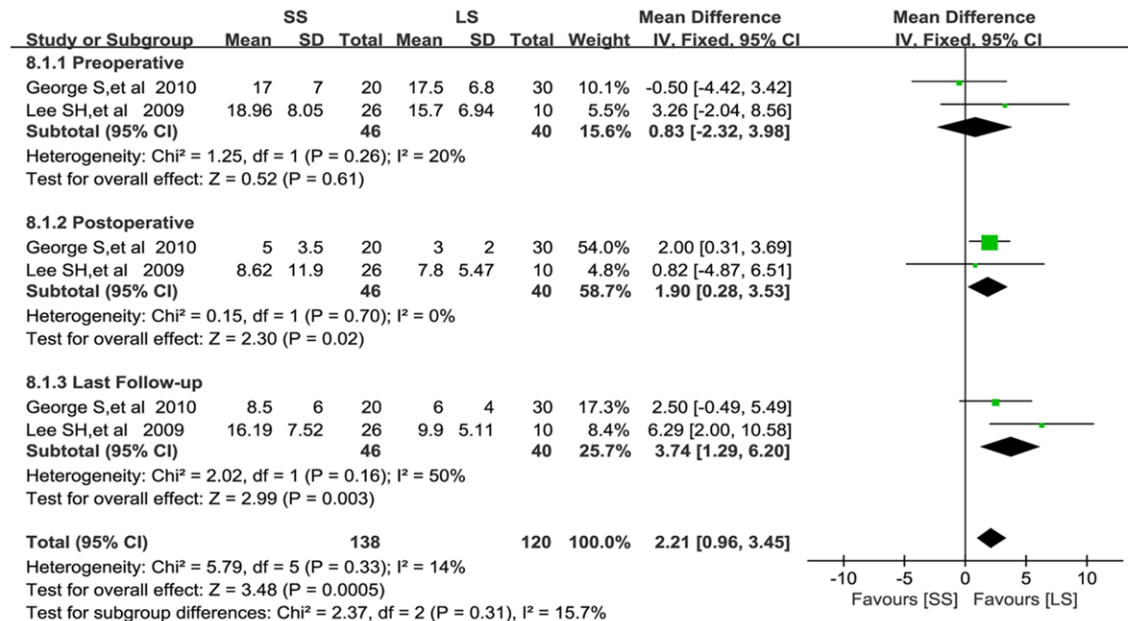 SS LS Mean Difference Mean Difference
Study or Subgroup Mean SD Total Mean SD Total Weight IV, Fixed, 95% CI IV, Fixed, 95% CI
8.1.1 Preoperative
George S,et al 2010 17 7 20 17.5 6.8 30 10.1% -0.50 [-4.42, 3.42]
Lee SH,et al 2009 18.96 8.05 26 15.7 6.94 10 5.5% 3.26 [-2.04, 8.56]
Subtotal (95% CI) 46 40 15.6% 0.83 [-2.32, 3.98]
Heterogeneity: Chi² = 1.25, df = 1 (P = 0.26); I² = 20%
Test for overall effect: Z = 0.52 (P = 0.61)
8.1.2 Postoperative
George S,et al 2010 5 3.5 20 3 2 30 54.0% 2.00 [0.31, 3.69]
Lee SH,et al 2009 8.62 11.9 26 7.8 5.47 10 4.8% 0.82 [-4.87, 6.51]
Subtotal (95% CI) 46 40 58.7% 1.90 [0.28, 3.53]
Heterogeneity: Chi² = 0.15, df = 1 (P = 0.70); I² = 0%
Test for overall effect: Z = 2.30 (P = 0.02)
8.1.3 Last Follow-up
George S,et al 2010 8.5 6 20 6 4 30 17.3% 2.50 [-0.49, 5.49]
Lee SH,et al 2009 16.19 7.52 26 9.9 5.11 10 8.4% 6.29 [2.00, 10.58]
Subtotal (95% CI) 46 40 25.7% 3.74 [1.29, 6.20]
Heterogeneity: Chi² = 2.02, df = 1 (P = 0.16); I² = 50%
Test for overall effect: Z = 2.99 (P = 0.003)
Total (95% CI) 138 120 100.0% 2.21 [0.96, 3.45]
Heterogeneity: Chi² = 5.79, df = 5 (P = 0.33); I² = 14%
Test for overall effect: Z = 3.48 (P = 0.0005)
Test for subgroup differences: Chi² = 2.37, df = 2 (P = 0.31), I² = 15.7%
-10 -5 0 5 10
Favours [SS] Favours [LS]